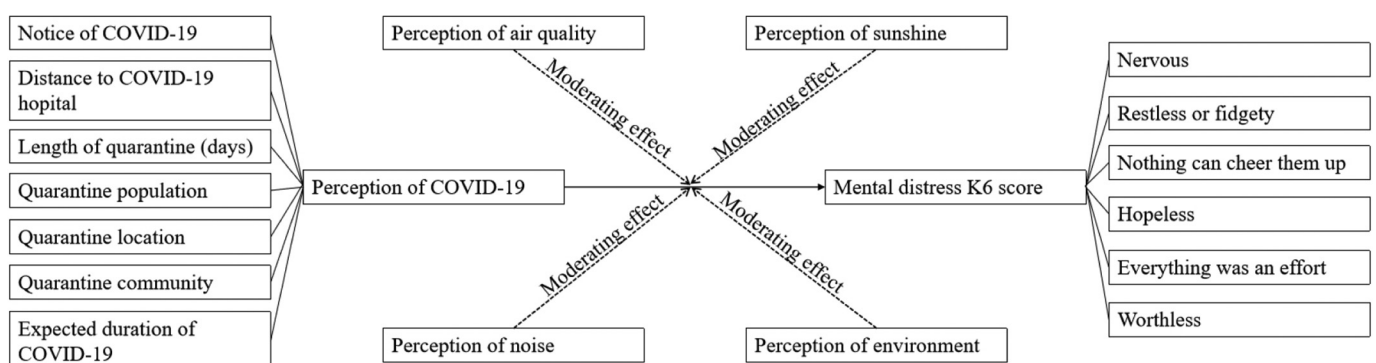 Notice of COVID-19
Distance to COVID-19
hopital
Length of quarantine (days)
Quarantine population
Quarantine location
Quarantine community
Expected duration of
COVID-19
Perception of COVID-19
Perception of air quality
Perception of sunshine
Moderating effect
Moderating effect
Moderating effect
Moderating effect
Perception of noise
Perception of environment
Mental distress K6 score
Nervous
Restless or fidgety
Nothing can cheer them up
Hopeless
Everything was an effort
Worthless